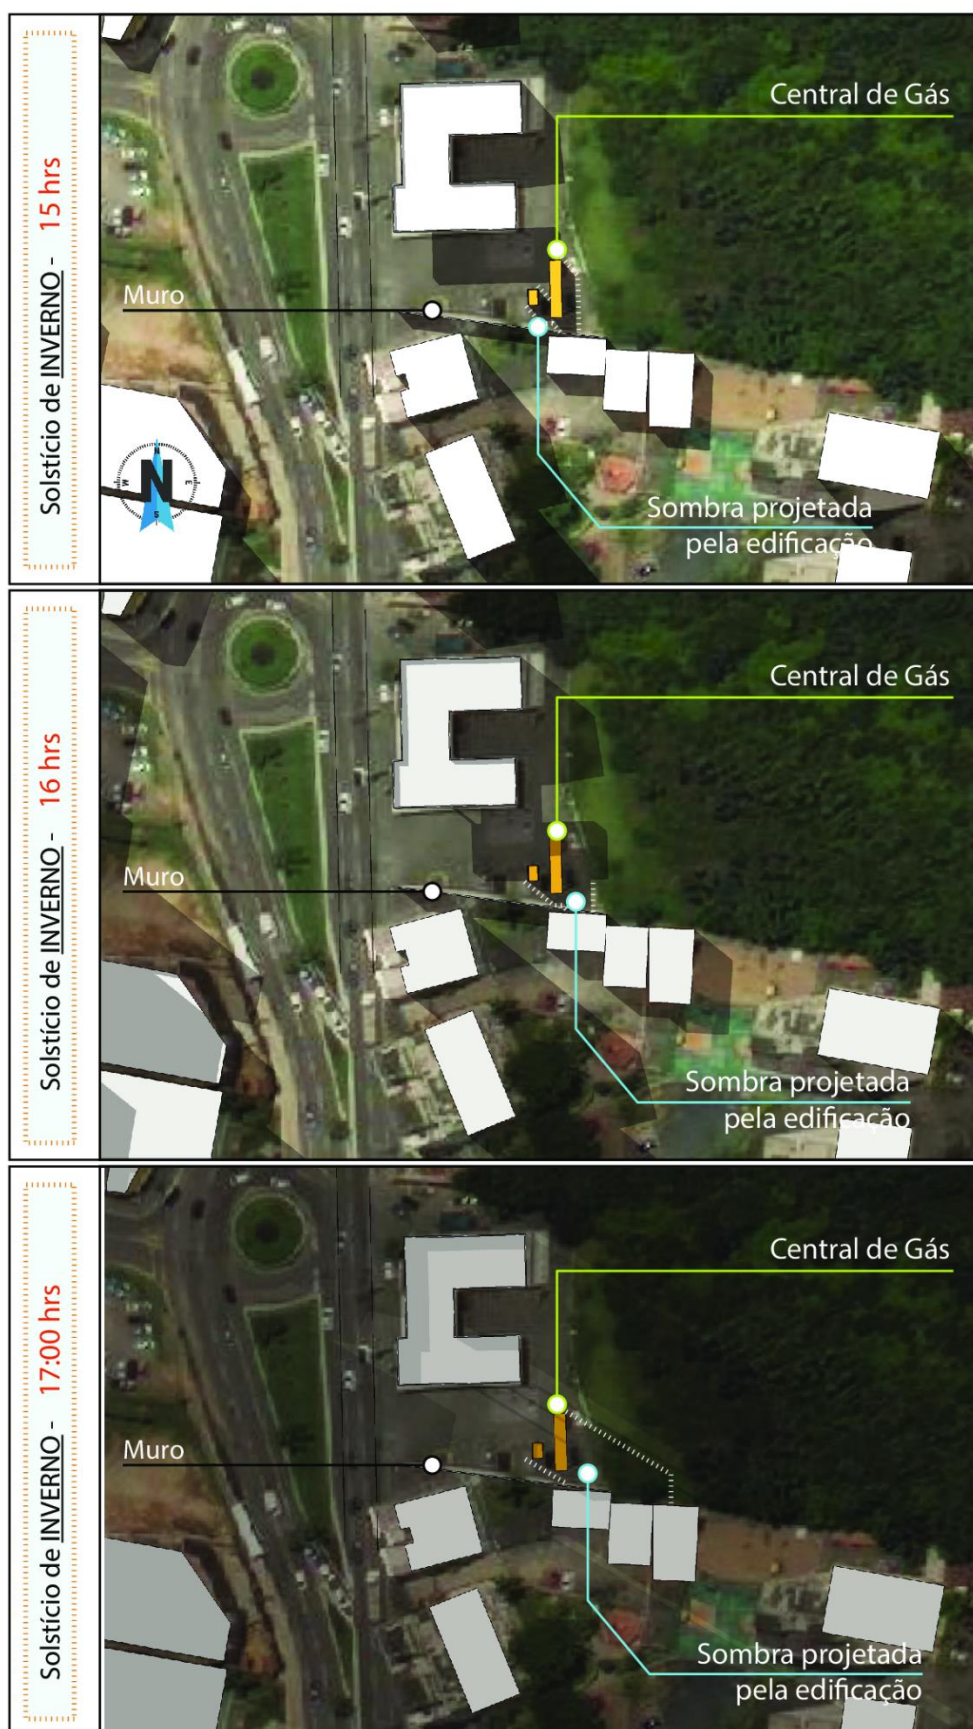 Solstício de INVERNO - 15 hrs
Central de Gás
Muro
N
N
W
E
S
Sombra projetada
pela edificação
Solstício de INVERNO - 16 hrs
Central de Gás
Muro
Sombra projetada
pela edificação
Solstício de INVERNO - 17:00 hrs
Central de Gás
Muro
Sombra projetada
pela edificação